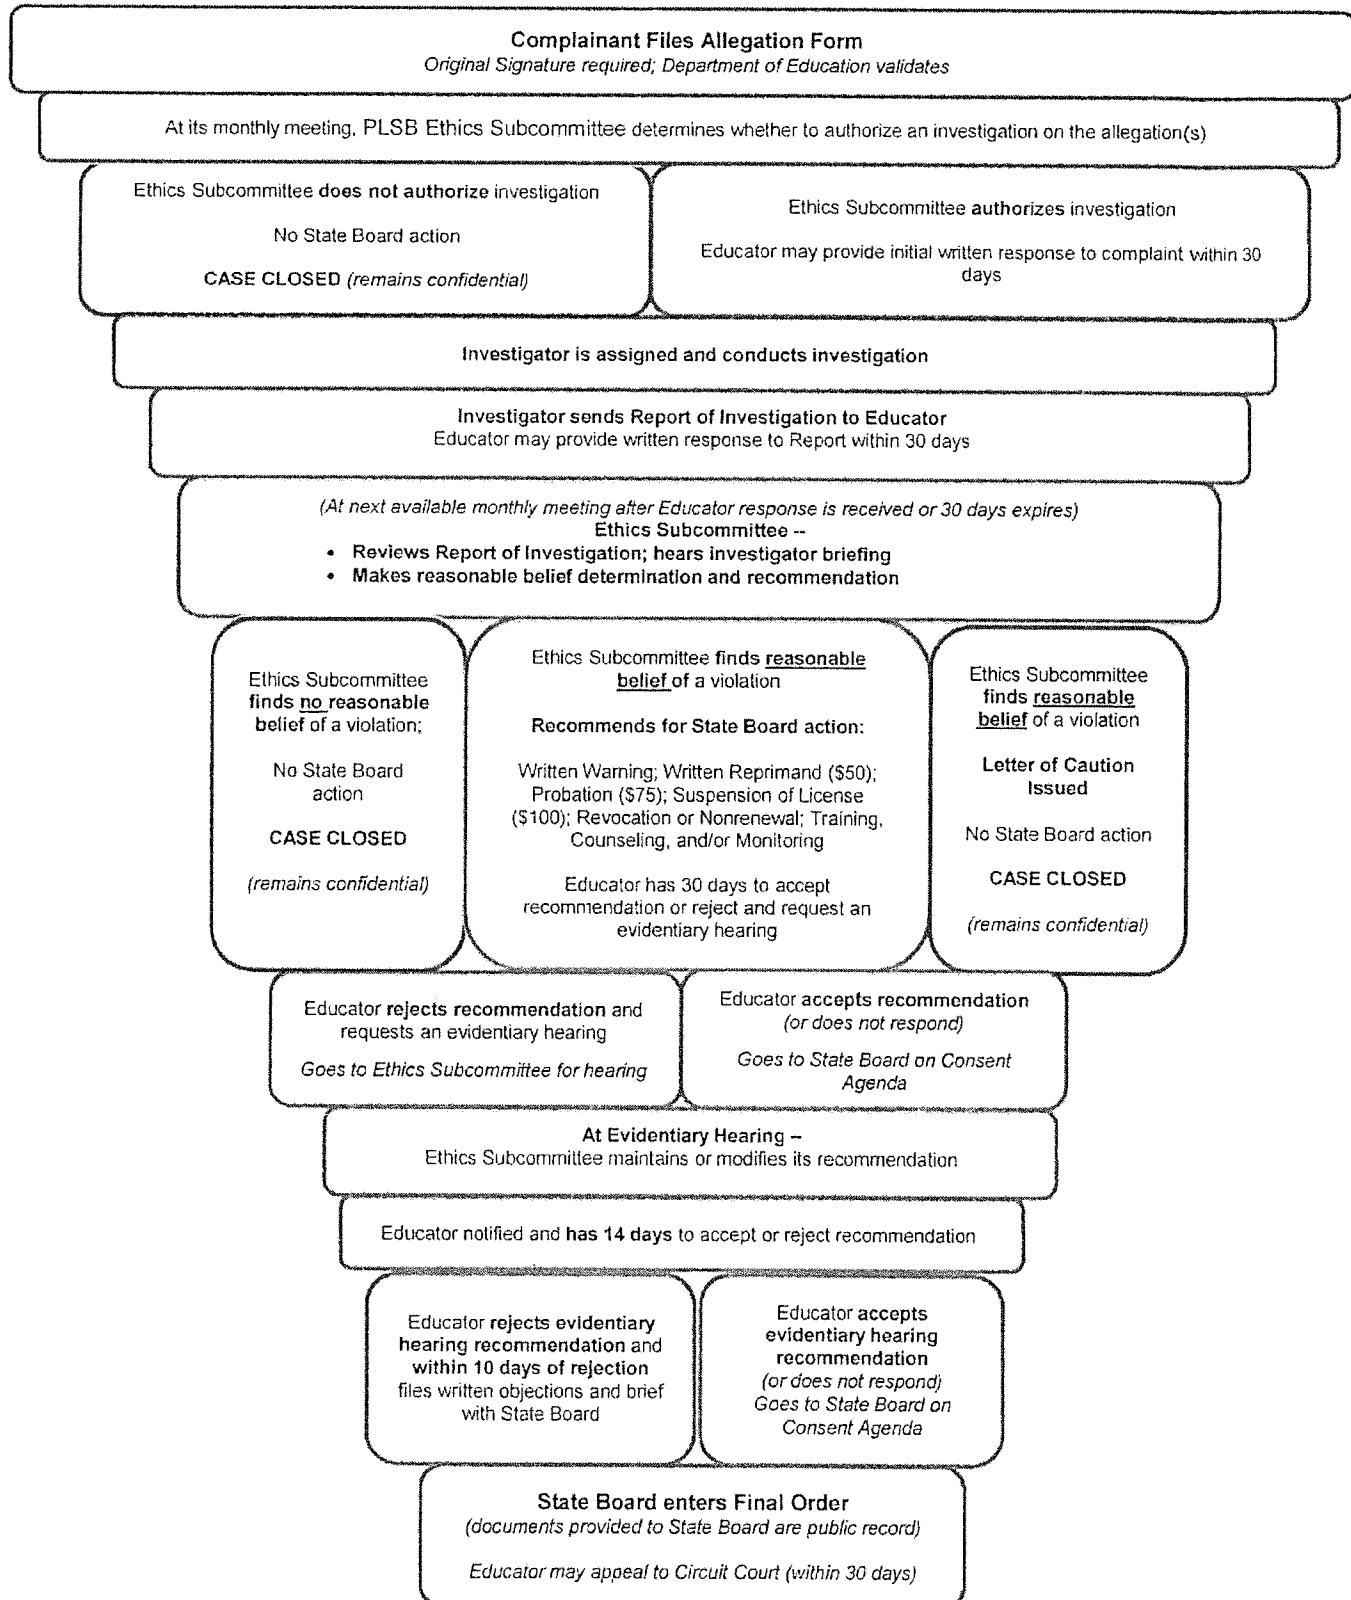 Complainant Files Allegation Form
Original Signature required; Department of Education validates
At its monthly meeting, PLSB Ethics Subcommittee determines whether to authorize an investigation on the allegation(s)
Ethics Subcommittee does not authorize investigation
No State Board action
CASE CLOSED (remains confidential)
Ethics Subcommittee authorizes investigation
Educator may provide initial written response to complaint within 30
days
Investigator is assigned and conducts investigation
Investigator sends Report of Investigation to Educator
Educator may provide written response to Report within 30 days
(At next available monthly meeting after Educator response is received or 30 days expires)
Ethics Subcommittee --
• Reviews Report of Investigation; hears investigator briefing
• Makes reasonable belief determination and recommendation
Ethics Subcommittee
finds no reasonable
belief of a violation;
No State Board
action
CASE CLOSED
(remains confidential)
Ethics Subcommittee finds reasonable
belief of a violation
Recommends for State Board action:
Written Warning; Written Reprimand ($50);
Probation ($75); Suspension of License
($100); Revocation or Nonrenewal; Training,
Counseling, and/or Monitoring
Educator has 30 days to accept
recommendation or reject and request an
evidentiary hearing
Ethics Subcommittee
finds reasonable
belief of a violation
Letter of Caution
Issued
No State Board action
CASE CLOSED
(remains confidential)
Educator rejects recommendation and
requests an evidentiary hearing
Goes to Ethics Subcommittee for hearing
Educator accepts recommendation
(or does not respond)
Goes to State Board on Consent
Agenda
At Evidentiary Hearing –
Ethics Subcommittee maintains or modifies its recommendation
Educator notified and has 14 days to accept or reject recommendation
Educator rejects evidentiary
hearing recommendation and
within 10 days of rejection
files written objections and brief
with State Board
Educator accepts
evidentiary hearing
recommendation
(or does not respond)
Goes to State Board on
Consent Agenda
State Board enters Final Order
(documents provided to State Board are public record)
Educator may appeal to Circuit Court (within 30 days)